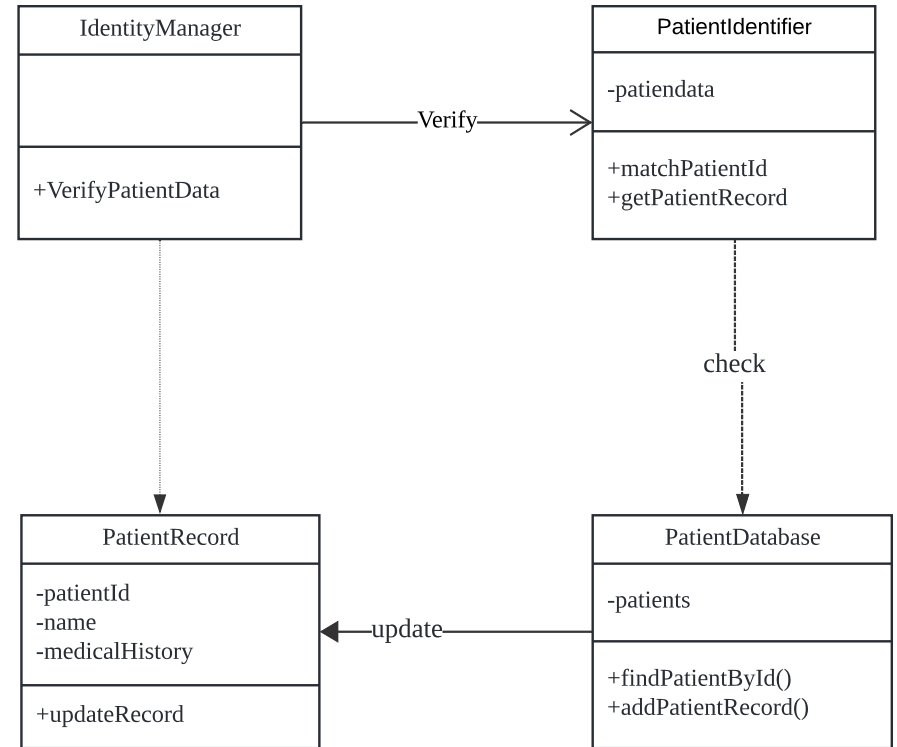 IdentityManager
+VerifyPatientData
Verify
PatientIdentifier
-patiendata
+matchPatientId
+getPatientRecord
check
PatientRecord
-patientId
-name
-medicalHistory
+updateRecord
update
PatientDatabase
-patients
+findPatientById()
+addPatientRecord()